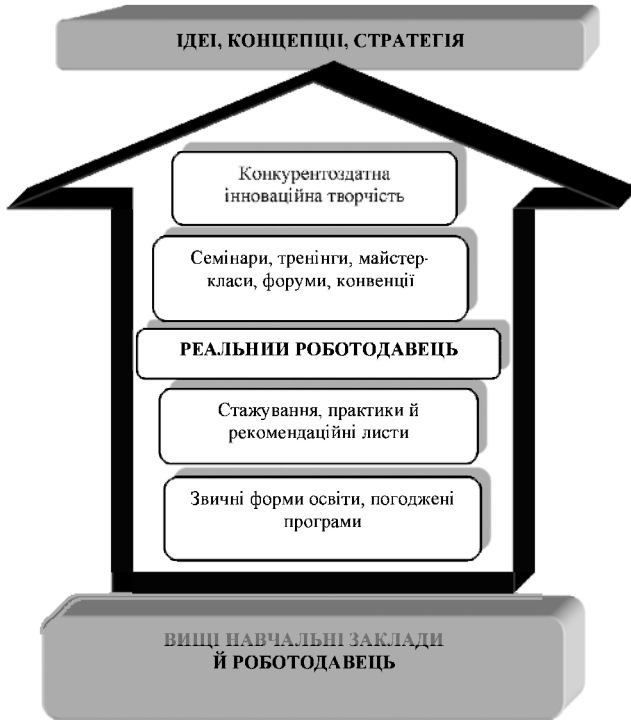 ІДЕЇ, КОНЦЕПЦІЇ, СТРАТЕГІЯ
Конкурентоздатна
інноваційна творчість
Семінари, тренінги, майстер-
класи, форуми, конвенції
РЕАЛЬНИЙ РОБОТОДАВЕЦЬ
Стажування, практики й
рекомендаційні листи
Звичні форми освіти, погоджені
програми
ВИЩІ НАВЧАЛЬНІ ЗАКЛАДИ
Й РОБОТОДАВЕЦЬ